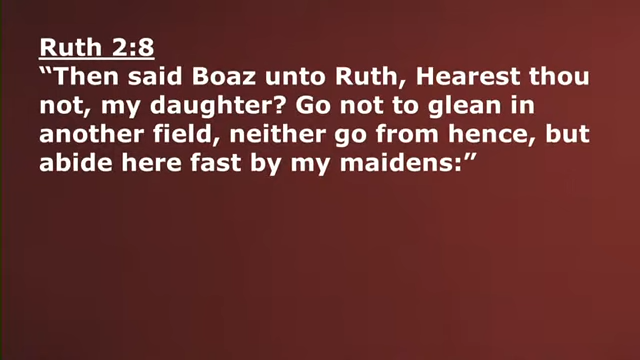 Ruth 2:8
“Then said Boaz unto Ruth, Hearest thou
not, my daughter? Go not to glean in
another field, neither go from hence, but
abide here fast by my maidens:”